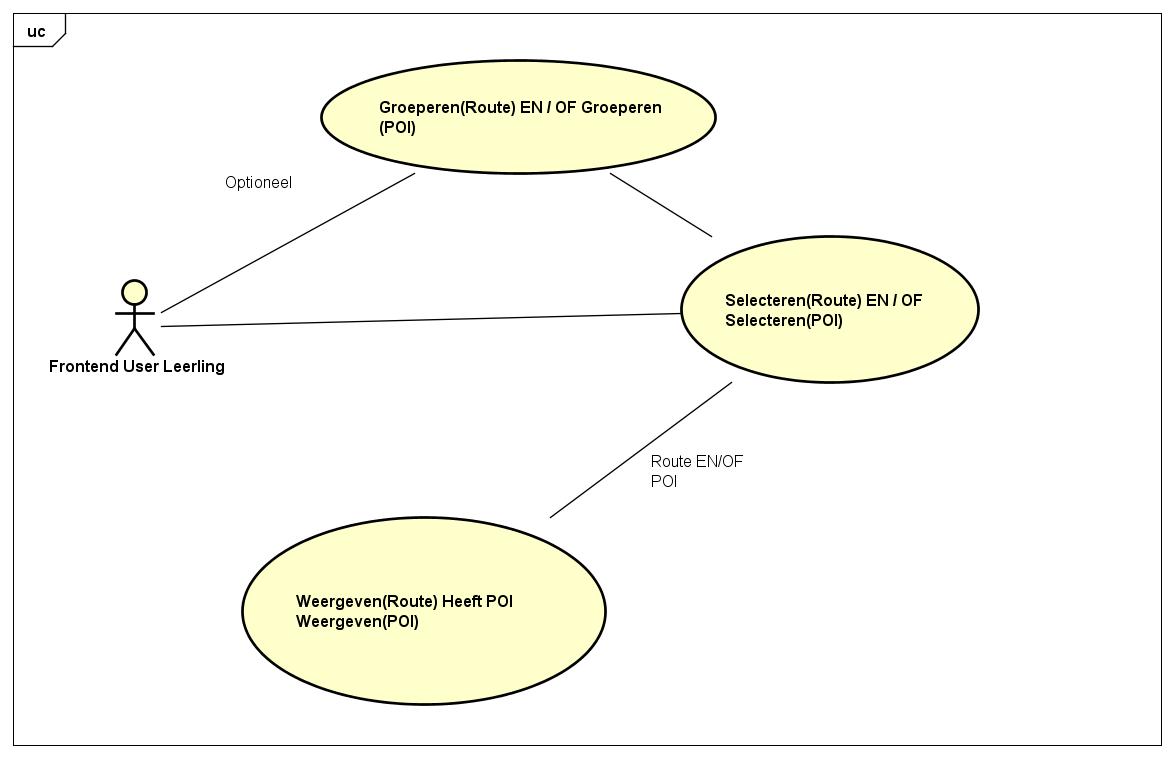 uc
Groeperen(Route) EN / OF Groeperen
(POI)
Optioneel
Selecteren(Route) EN / OF
Selecteren(POI)
Frontend User Leerling
Route EN/OF
POI
Weergeven(Route) Heeft POI
Weergeven(POI)